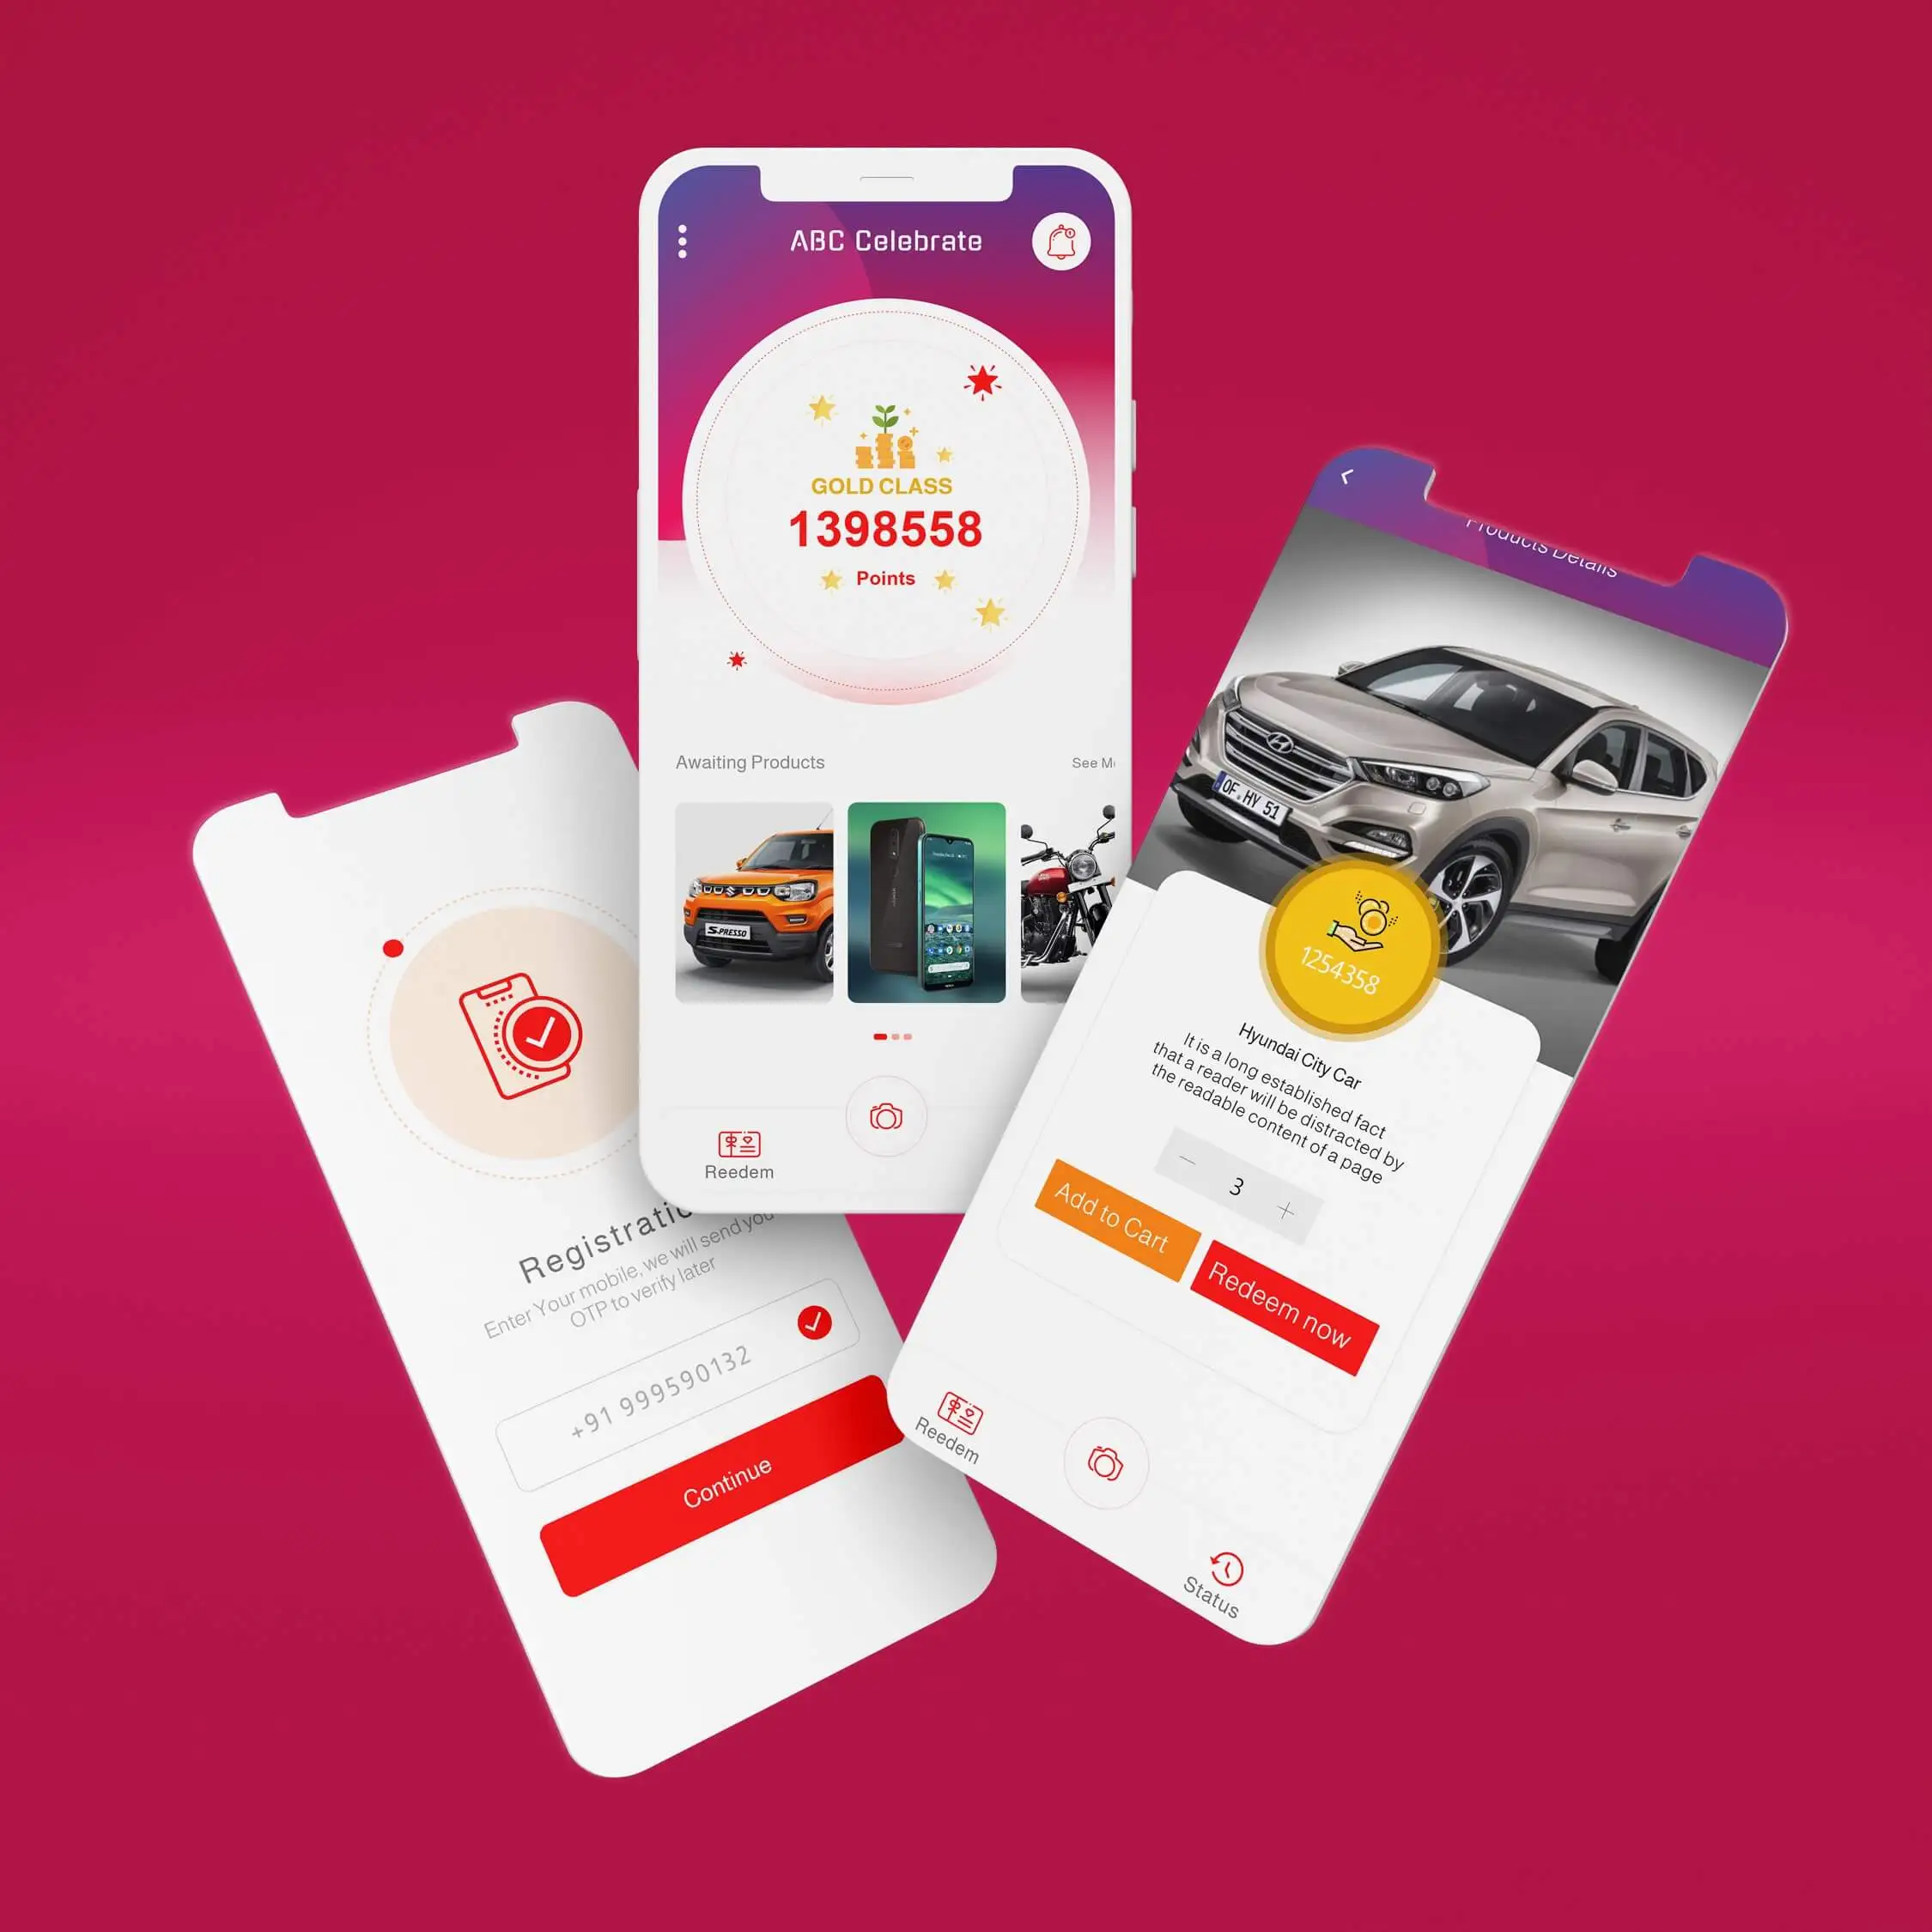 ABC Celebrate
GOLD CLASS
1398558
Points
Awaiting Products
See
S-PRESSO
Reedem
Products Details
OF HY 51
1254358
Hyundai City Car
It is a long established fact
that a reader will be distracted by
the readable content of a page
3
Add to Cart
Redeem now
Reedem
Status
Enter Your mobile, we will send you
OTP to verify later
+91 999590132
Continue